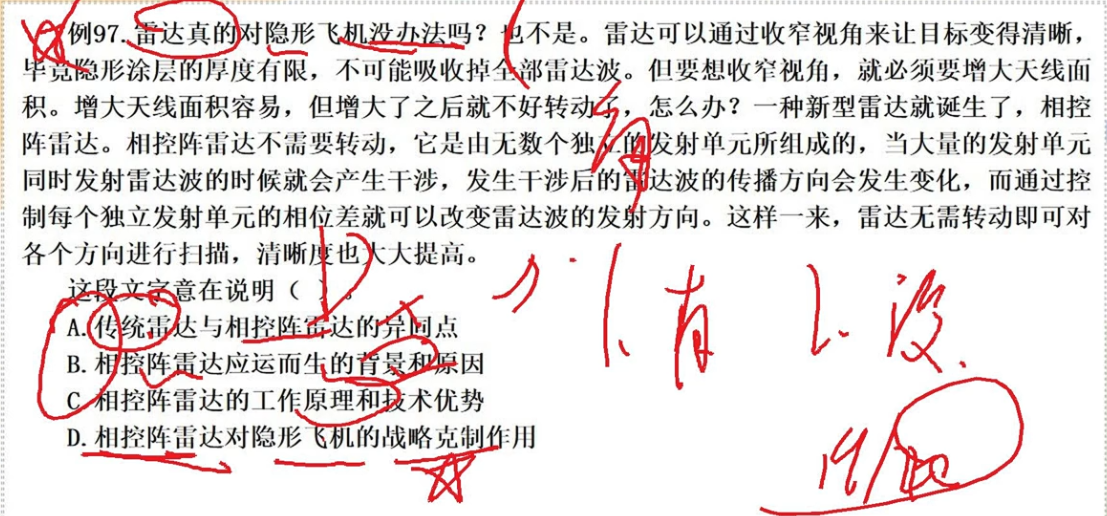 例97.雷达真的对隐形飞机没办法吗？也不是。雷达可以通过收窄视角来让目标变得清晰，
毕竟隐形涂层的厚度有限，不可能吸收掉全部雷达波。但要想收窄视角，就必须要增大天线面
积。增大天线面积容易，但增大了之后就不好转动了，怎么办？一种新型雷达就诞生了，相控
阵雷达。相控阵雷达不需要转动，它是由无数个独立的发射单元所组成的，当大量的发射单元
同时发射雷达波的时候就会产生干涉，发生干涉后的雷达波的传播方向会发生变化，而通过控
制每个独立发射单元的相位差就可以改变雷达波的发射方向。这样一来，雷达无需转动即可对
各个方向进行扫描，清晰度也大大提高。
这段文字意在说明（ ）。
A.传统雷达与相控阵雷达的异同点
B.相控阵雷达应运而生的背景和原因
C.相控阵雷达的工作原理和技术优势
D.相控阵雷达对隐形飞机的战略克制作用
有 没